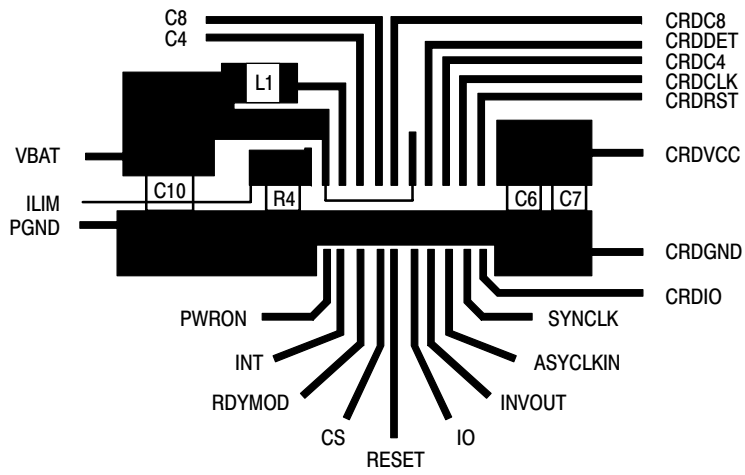 C8
C4
CRDC8
CRDDET
CRDC4
CRDCLK
CRDRST
L1
VBAT
CRDVCC
C10
ILIM
R4
C6
C7
PGND
CRDGND
CRDIO
PWRON
SYNCLK
INT
ASYCLKIN
RDYMOD
INVOUT
CS
IO
RESET